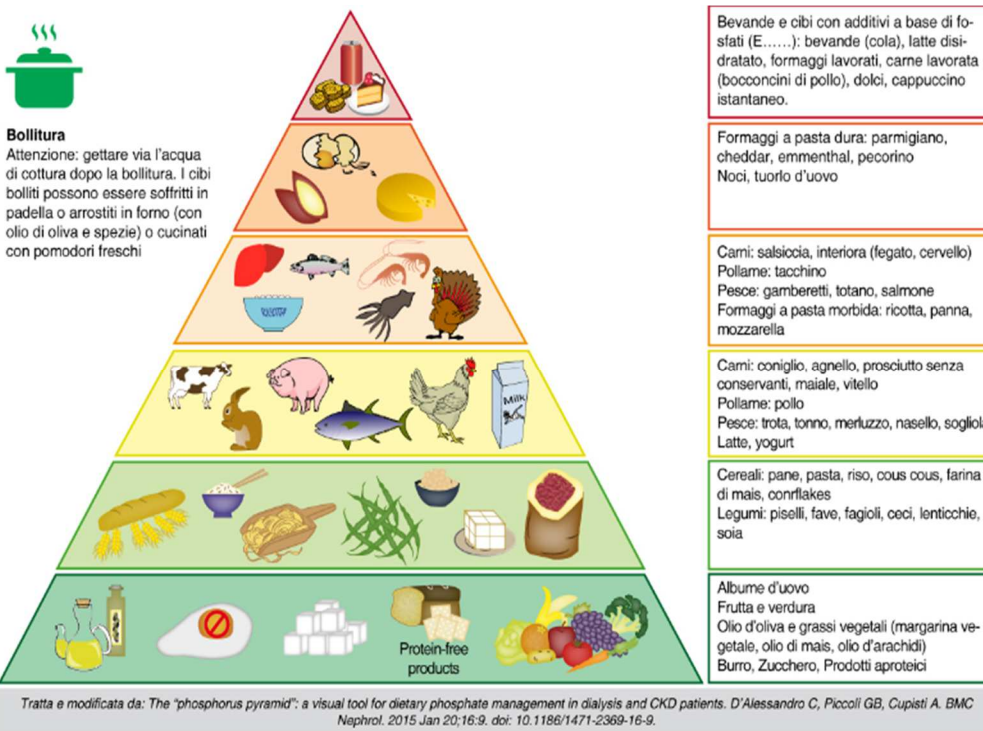 Bollitura
Attenzione: gettare via l'acqua
di cottura dopo la bollitura. I cibi
bolliti possono essere soffritti in
padella o arrostiti in forno (con
olio di oliva e spezie) o cucinati
con pomodori freschi
Bevande e cibi con additivi a base di fo-
sfati (E......): bevande (cola), latte disi-
dratato, formaggi lavorati, carne lavorata
(bocconcini di pollo), dolci, cappuccino
istantaneo.
Formaggi a pasta dura: parmigiano,
cheddar, emmenthal, pecorino
Noci, tuorlo d'uovo
Carni: salsiccia, interiora (fegato, cervello)
Pollame: tacchino
Pesce: gamberetti, totano, salmone
Formaggi a pasta morbida: ricotta, panna,
mozzarella
Milk
Carni: coniglio, agnello, prosciutto senza
conservanti, maiale, vitello
Pollame: pollo
Pesce: trota, tonno, merluzzo, nasello, sogliol
Latte, yogurt
Cereali: pane, pasta, riso, cous cous, farina
di mais, conrflakes
Legumi: piselli, fave, fagioli, ceci, lenticchie,
soia
Protein-free
products
Albume d'uovo
Frutta e verdura
Olio d'oliva e grassi vegetali (margarina ve-
getale, olio di mais, olio d'arachidi)
Burro, Zucchero, Prodotti aproteici
Tratta e modificata da: The "phosphorus pyramid": a visual tool for dietary phosphate management in dialysis and CKD patients. D'Alessandro C, Piccoli GB, Cupisti A. BMC
Nephrol. 2015 Jan 20;16:9. doi: 10.1186/1471-2369-16-9.